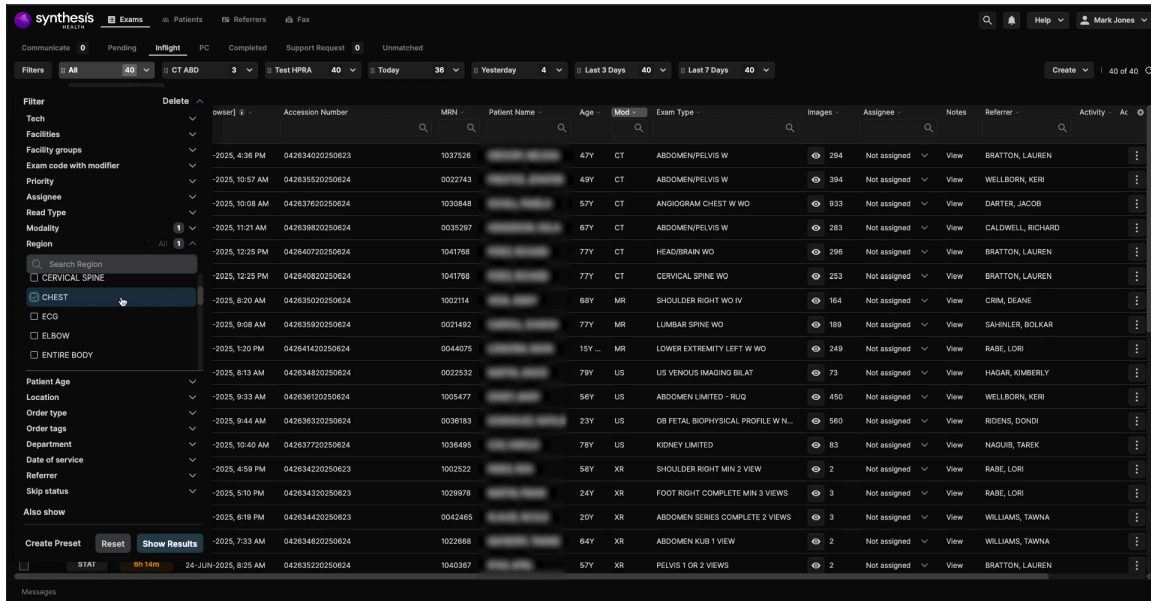 synthesis Exams Patients Referrers Fax Help Mark Jones
HEALTH
Communicate 0 Pending Inflight PC Completed Support Request 0 Unmatched
Filters All 40 CT ABD 3 Test HPRA 40 Today 36 Yesterday 4 Last 3 Days 40 Last 7 Days 40 Create 40 of 40
Filter Delete
Tech
Facilities
Facility groups
Exam code with modifier
Priority
Assignee
Read Type
Modality 1
Region All 1
Search Region
CERVICAL SPINE
CHEST
ECG
ELBOW
ENTIRE BODY
Patient Age
Location
Order type
Order tags
Department
Date of service
Referrer
Skip status
Also show
Create Preset Reset Show Results
owser] Accession Number MRN Patient Name Age Mod Exam Type Images Assignee Notes Referrer Activity Ac
-2025, 4:36 PM 042634020250623 1037526 47Y CT ABDOMEN/PELVIS W 294 Not assigned View BRATTON, LAUREN
-2025, 10:57 AM 042635520250624 0022743 49Y CT ABDOMEN/PELVIS W 394 Not assigned View WELLBORN, KERI
-2025, 10:08 AM 042637620250624 1030848 57Y CT ANGIOGRAM CHEST W WO 933 Not assigned View DARTER, JACOB
-2025, 11:21 AM 042639820250624 0035297 67Y CT ABDOMEN/PELVIS W 283 Not assigned View CALDWELL, RICHARD
-2025, 12:25 PM 042640720250624 1041768 77Y CT HEAD/BRAIN WO 296 Not assigned View BRATTON, LAUREN
-2025, 12:25 PM 042640820250624 1041768 77Y CT CERVICAL SPINE WO 253 Not assigned View BRATTON, LAUREN
-2025, 8:20 AM 042635020250624 1002114 68Y MR SHOULDER RIGHT WO IV 164 Not assigned View CRIM, DEANE
-2025, 9:08 AM 042635920250624 0021492 77Y MR LUMBAR SPINE WO 189 Not assigned View SAHINLER, BOLKAR
-2025, 1:20 PM 042641420250624 0044075 15Y ... MR LOWER EXTREMITY LEFT W WO 249 Not assigned View RABE, LORI
-2025, 8:13 AM 042634820250624 0022532 79Y US US VENOUS IMAGING BILAT 73 Not assigned View HAGAR, KIMBERLY
-2025, 9:33 AM 042636120250624 1005477 56Y US ABDOMEN LIMITED - RUQ 450 Not assigned View WELLBORN, KERI
-2025, 9:44 AM 042636320250624 0036183 23Y US OB FETAL BIOPHYSICAL PROFILE W N... 560 Not assigned View RIDENS, DONDI
-2025, 10:40 AM 042637720250624 1036495 78Y US KIDNEY LIMITED 83 Not assigned View NAGUIB, TAREK
-2025, 4:59 PM 042634220250623 1002522 58Y XR SHOULDER RIGHT MIN 2 VIEW 2 Not assigned View RABE, LORI
-2025, 5:10 PM 042634320250623 1029978 24Y XR FOOT RIGHT COMPLETE MIN 3 VIEWS 3 Not assigned View RABE, LORI
-2025, 6:19 PM 042634420250623 0042465 20Y XR ABDOMEN SERIES COMPLETE 2 VIEWS 3 Not assigned View WILLIAMS, TAWNA
-2025, 7:33 AM 042634620250624 1022668 64Y XR ABDOMEN KUB 1 VIEW 2 Not assigned View WILLIAMS, TAWNA
STAT 6h 14m 24-JUN-2025, 8:25 AM 042635220250624 1040367 57Y XR PELVIS 1 OR 2 VIEWS 2 Not assigned View BRATTON, LAUREN
Messages